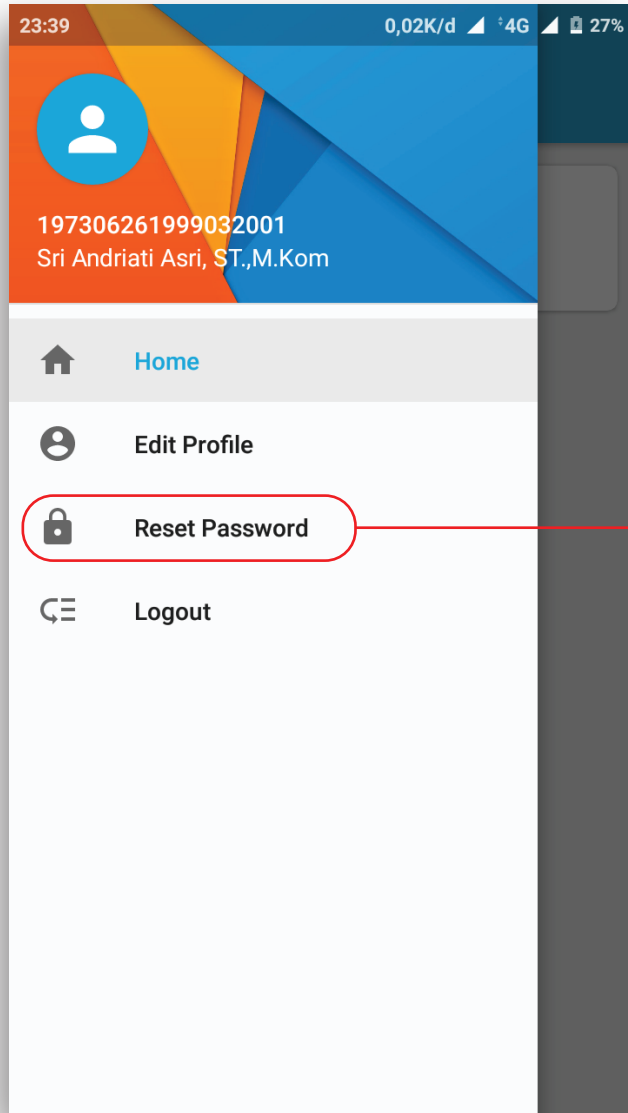 23:39 0,02K/d 4G 27%
197306261999032001
Sri Andriati Asri, ST.,M.Kom
Home
Edit Profile
Reset Password
Logout